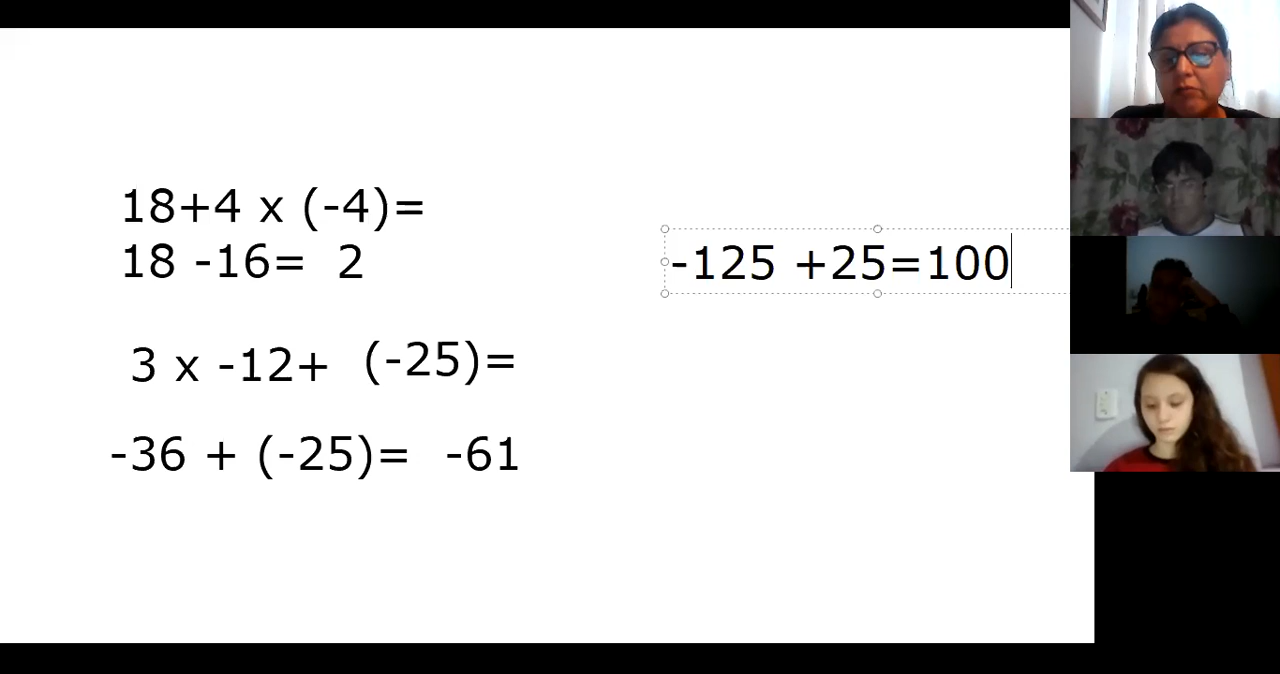 18+4 x (-4)=
18 -16= 2
3 x -12+ (-25)=
-36 + (-25)= -61
-125 +25=100